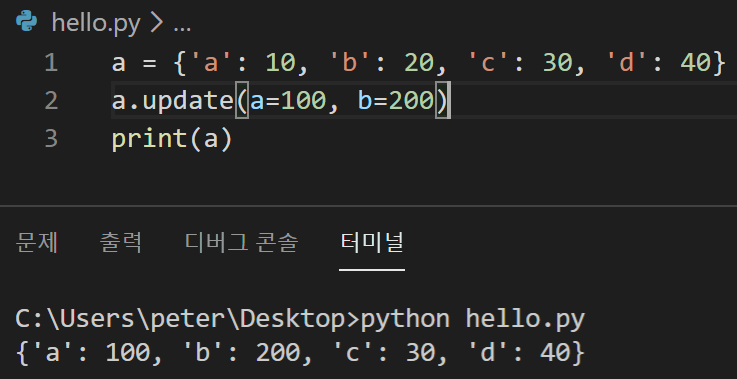 hello.py > ...
1 a = {'a': 10, 'b': 20, 'c': 30, 'd': 40}
2 a.update(a=100, b=200)
3 print(a)
문제 출력 디버그 콘솔 터미널
C:\Users\peter\Desktop>python hello.py
{'a': 100, 'b': 200, 'c': 30, 'd': 40}